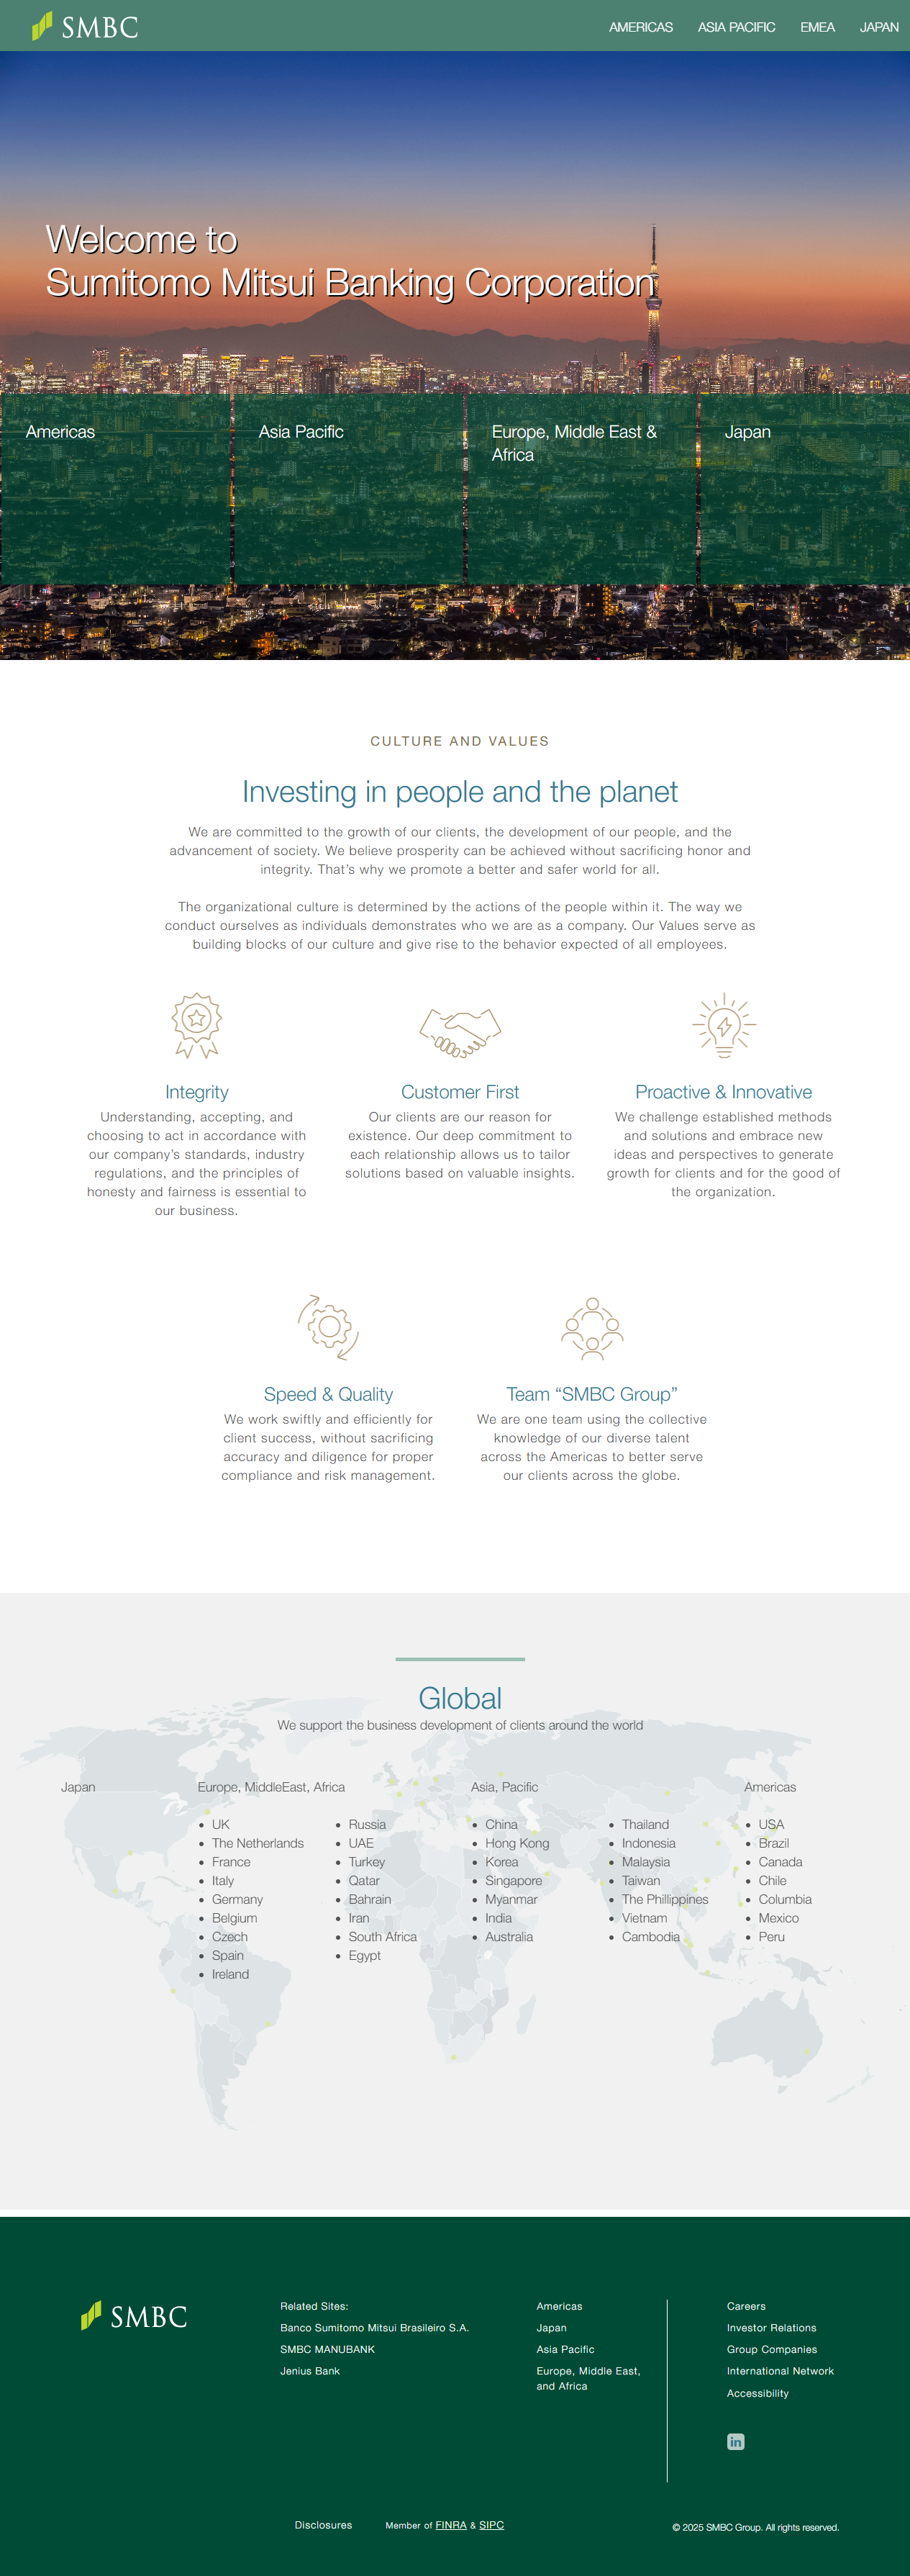 SMBC
AMERICAS
ASIA PACIFIC
EMEA
JAPAN
Welcome to
Sumitomo Mitsui Banking Corporation
Americas
Asia Pacific
Europe, Middle East &
Africa
Japan
CULTURE AND VALUES
Investing in people and the planet
We are committed to the growth of our clients, the development of our people, and the
advancement of society. We believe prosperity can be achieved without sacrificing honor and
integrity. That’s why we promote a better and safer world for all.
The organizational culture is determined by the actions of the people within it. The way we
conduct ourselves as individuals demonstrates who we are as a company. Our Values serve as
building blocks of our culture and give rise to the behavior expected of all employees.
Integrity
Understanding, accepting, and
choosing to act in accordance with
our company’s standards, industry
regulations, and the principles of
honesty and fairness is essential to
our business.
Customer First
Our clients are our reason for
existence. Our deep commitment to
each relationship allows us to tailor
solutions based on valuable insights.
Proactive & Innovative
We challenge established methods
and solutions and embrace new
ideas and perspectives to generate
growth for clients and for the good of
the organization.
Speed & Quality
We work swiftly and efficiently for
client success, without sacrificing
accuracy and diligence for proper
compliance and risk management.
Team “SMBC Group”
We are one team using the collective
knowledge of our diverse talent
across the Americas to better serve
our clients across the globe.
Global
We support the business development of clients around the world
Japan
Europe, MiddleEast, Africa
UK
The Netherlands
France
Italy
Germany
Belgium
Czech
Spain
Ireland
Russia
UAE
Turkey
Qatar
Bahrain
Iran
South Africa
Egypt
Asia, Pacific
China
Hong Kong
Korea
Singapore
Myanmar
India
Australia
Thailand
Indonesia
Malaysia
Taiwan
The Phillippines
Vietnam
Cambodia
Americas
USA
Brazil
Canada
Chile
Columbia
Mexico
Peru
SMBC
Related Sites:
Banco Sumitomo Mitsui Brasileiro S.A.
SMBC MANUBANK
Jenius Bank
Americas
Japan
Asia Pacific
Europe, Middle East,
and Africa
Careers
Investor Relations
Group Companies
International Network
Accessibility
in
Disclosures
Member of FINRA & SIPC
© 2025 SMBC Group. All rights reserved.